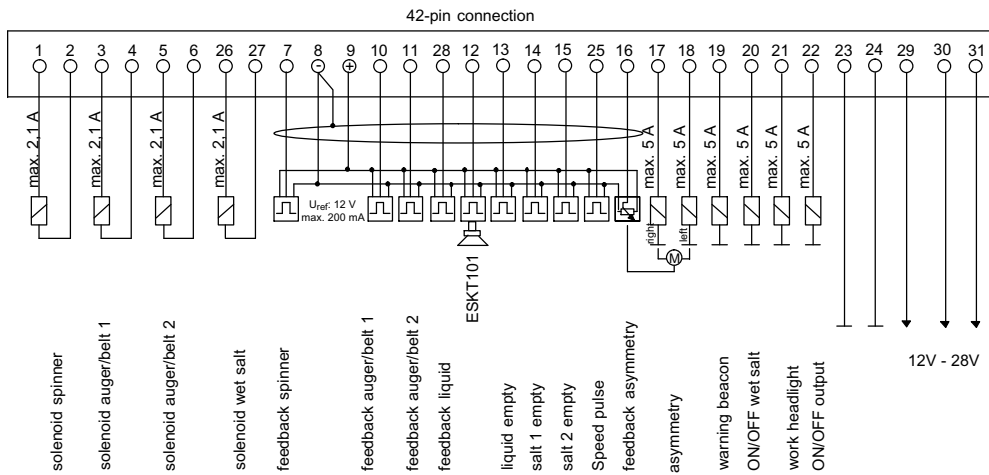 42-pin connection
1 2 3 4 5 6 26 27 7 8 9 10 11 28 12 13 14 15 25 16 17 18 19 20 21 22 23 24 29 30 31
- +
max. 2,1 A
max. 2,1 A
max. 2,1 A
max. 2,1 A
max. 5 A
max. 5 A
max. 5 A
max. 5 A
max. 5 A
max. 5 A
Uref: 12 V
max. 200 mA
right
left
M
ESKT101
12V - 28V
solenoid spinner
solenoid auger/belt 1
solenoid auger/belt 2
solenoid wet salt
feedback spinner
feedback auger/belt 1
feedback auger/belt 2
feedback liquid
liquid empty
salt 1 empty
salt 2 empty
Speed pulse
feedback asymmetry
asymmetry
warning beacon
ON/OFF wet salt
work headlight
ON/OFF output